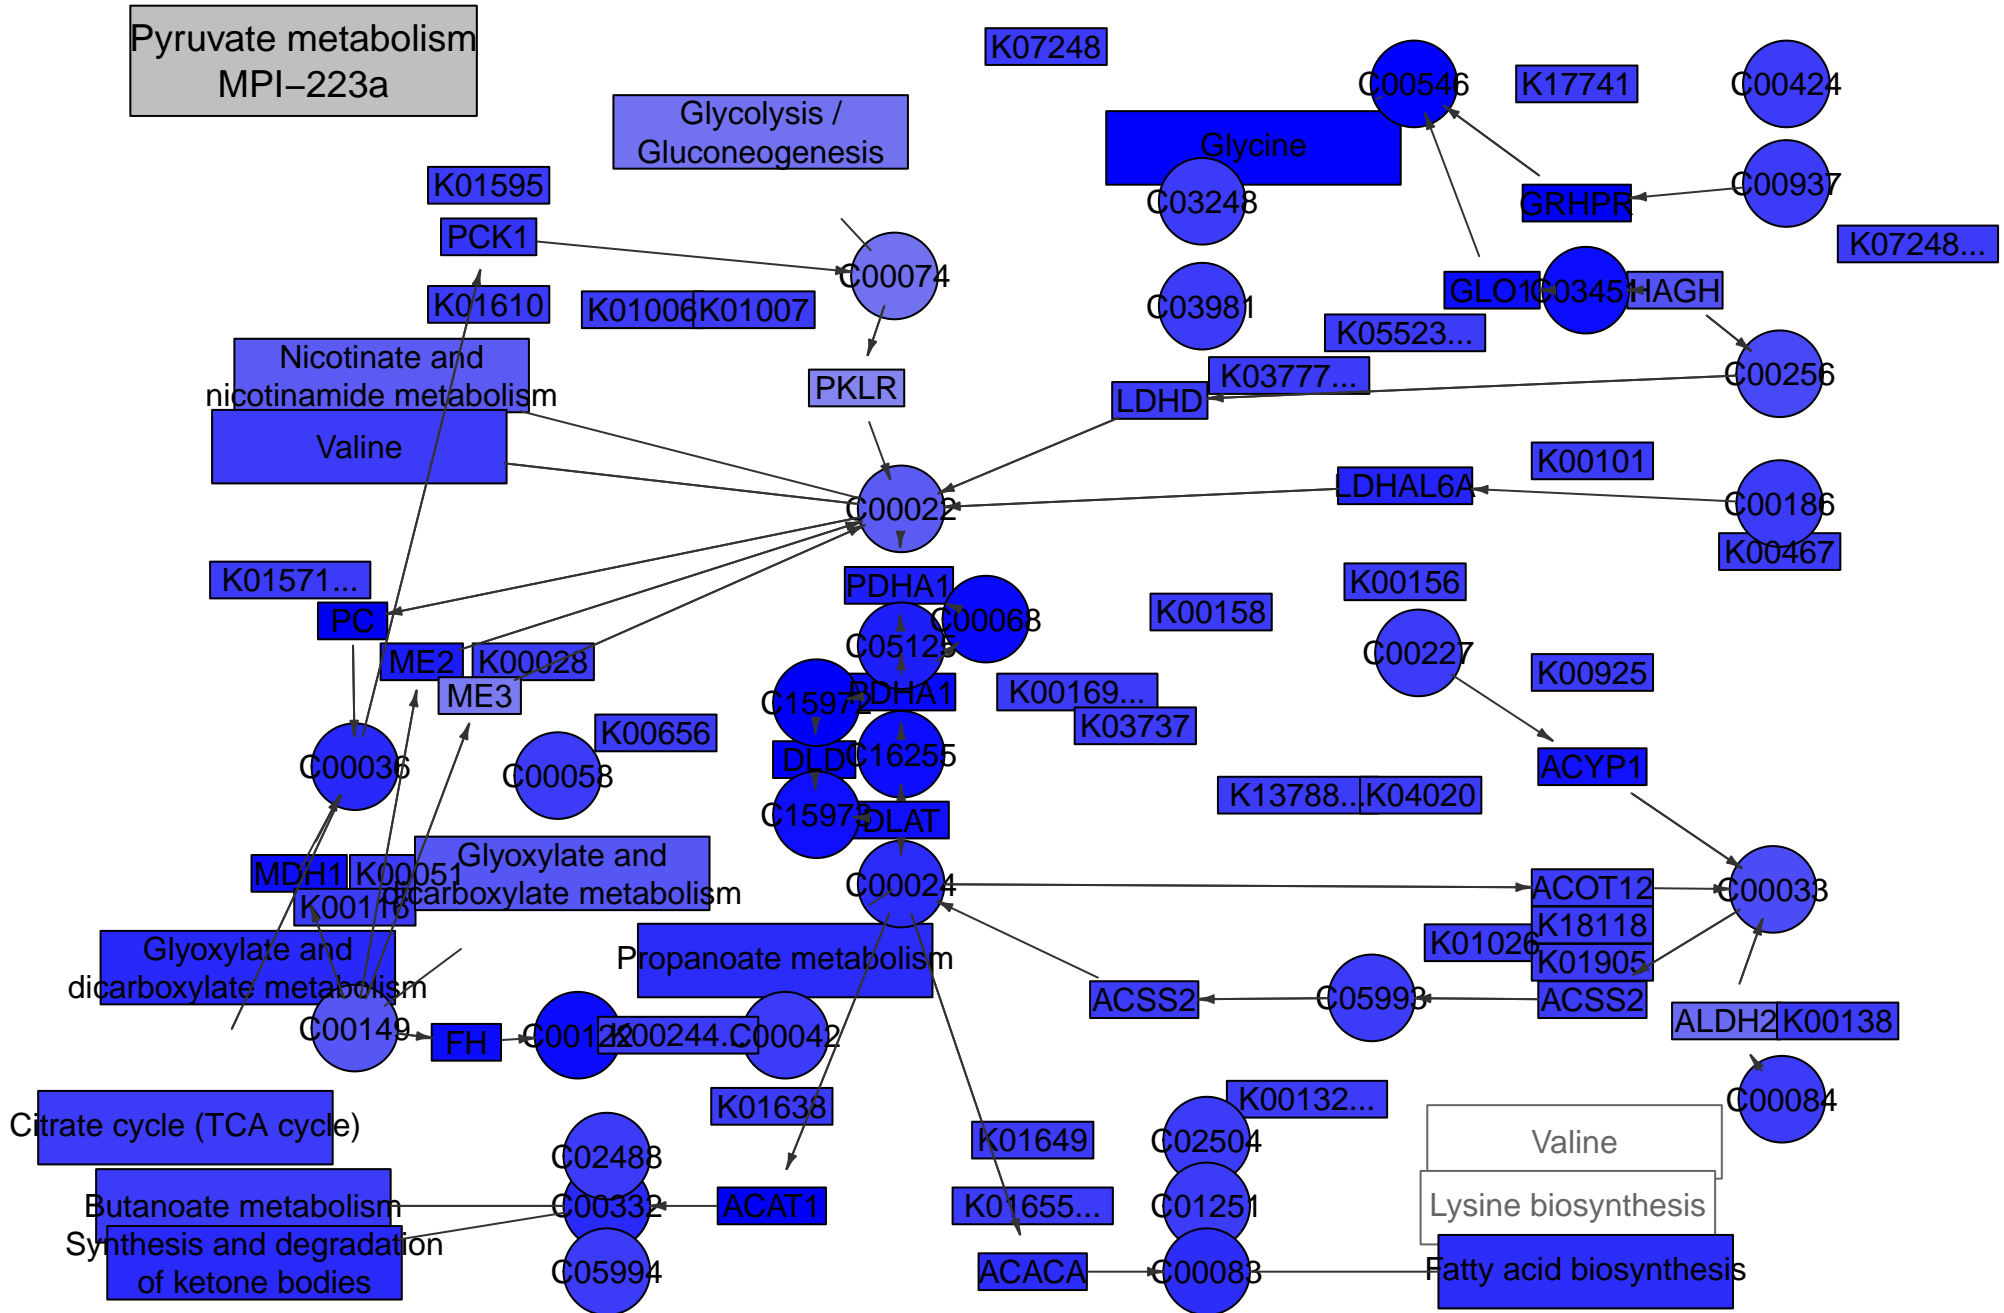 Pyruvate metabolism
MPI−223a
K07248
Glycolysis /
Gluconeogenesis
C00546
K17741
C00424
Glycine
K01595
C03248
GRHPR
C00937
PCK1
K07248...
C00074
K01610
K01006
K01007
C03981
GLO1
C03451
HAGH
K05523...
Nicotinate and
nicotinamide metabolism
PKLR
K03777...
LDHD
C00256
Valine
K00101
LDHAL6A
C00186
C00022
K00467
K01571...
PDHA1
K00156
PC
C00068
K00158
C05125
C00227
ME2
K00028
ME3
C15972
PDHA1
K00169...
K00925
K03737
K00656
C00036
C00058
DLD
C16255
ACYP1
K13788...
K04020
C15973
DLAT
MDH1
K00051
Glyoxylate and
dicarboxylate metabolism
C00024
ACOT12
C00033
K00116
K18118
Glyoxylate and
dicarboxylate metabolism
Propanoate metabolism
K01026
K01905
ACSS2
C05993
ACSS2
C00149
FH
C00122
K00244...
C00042
ALDH2
K00138
K01638
K00132...
C00084
Citrate cycle (TCA cycle)
C02488
K01649
C02504
Valine
Butanoate metabolism
C00332
ACAT1
K01655...
C01251
Lysine biosynthesis
Synthesis and degradation
of ketone bodies
C05994
ACACA
C00083
Fatty acid biosynthesis